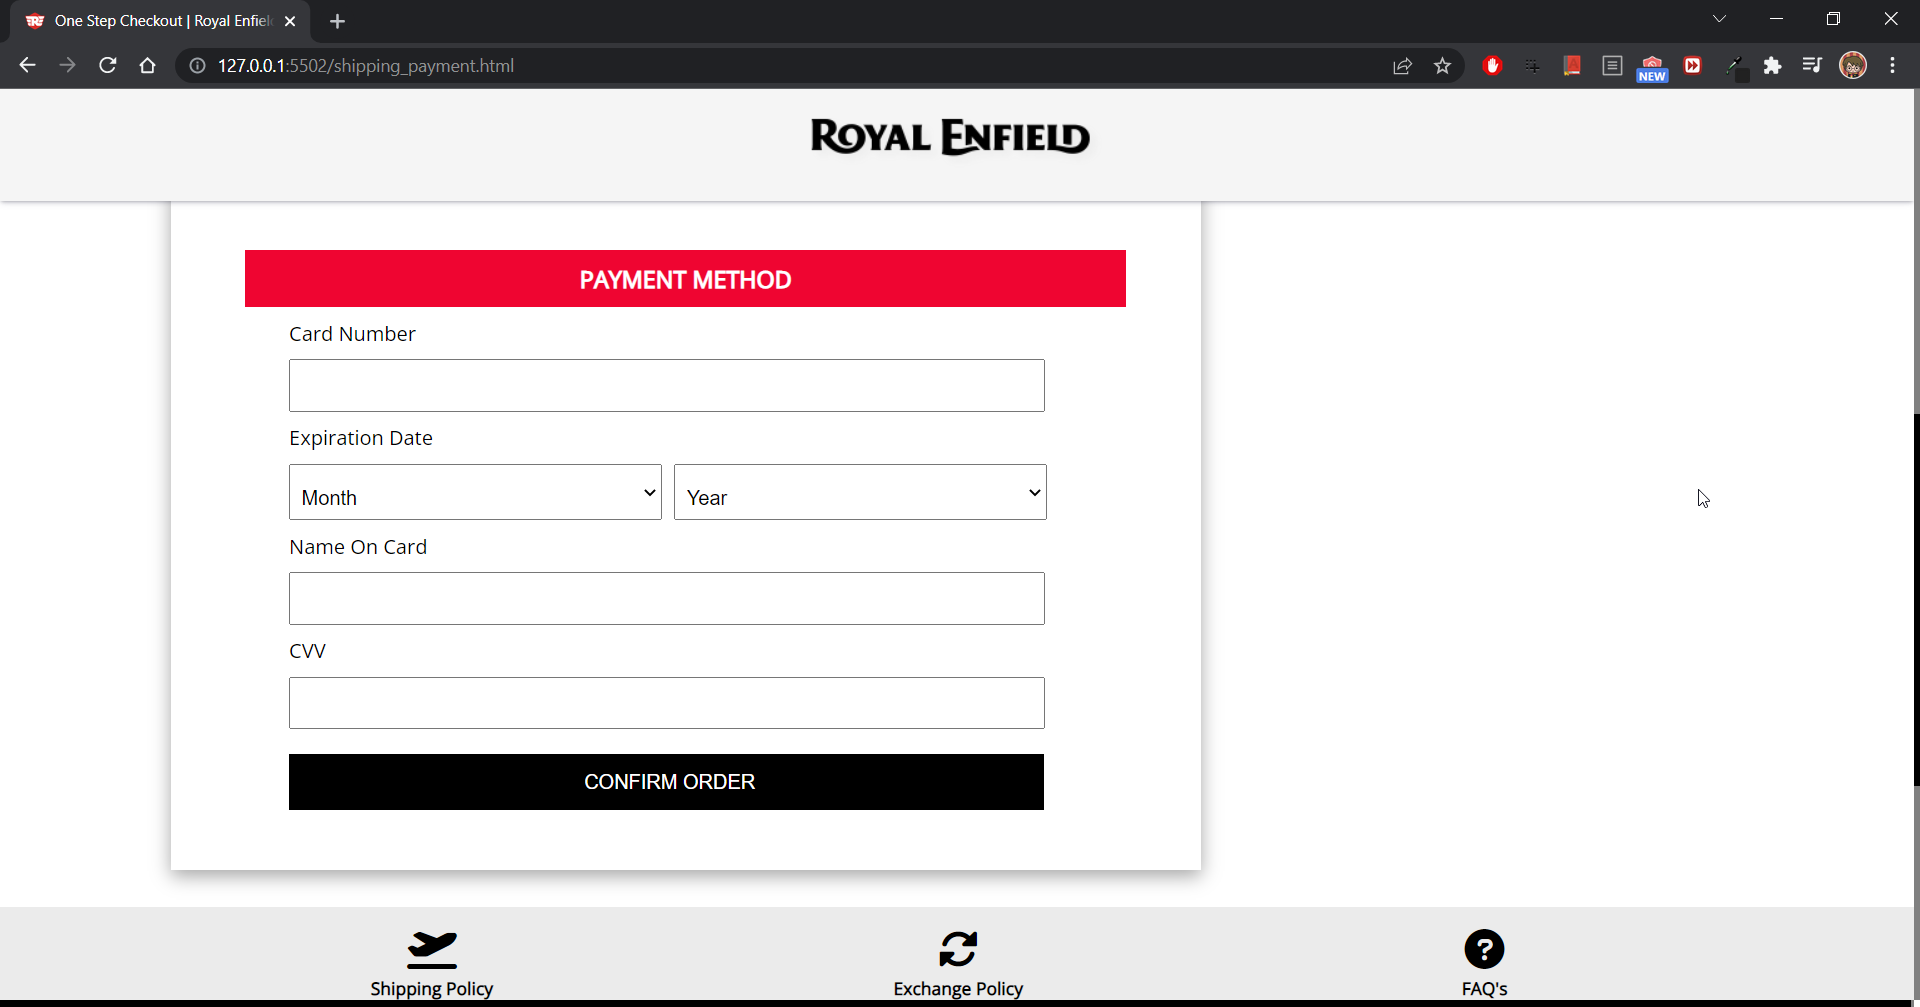 One Step Checkout | Royal Enfiel
127.0.0.1:5502/shipping_payment.html
NEW
ROYAL ENFIELD
PAYMENT METHOD
Card Number
Expiration Date
Month Year
Name On Card
CVV
CONFIRM ORDER
Shipping Policy Exchange Policy FAQ's